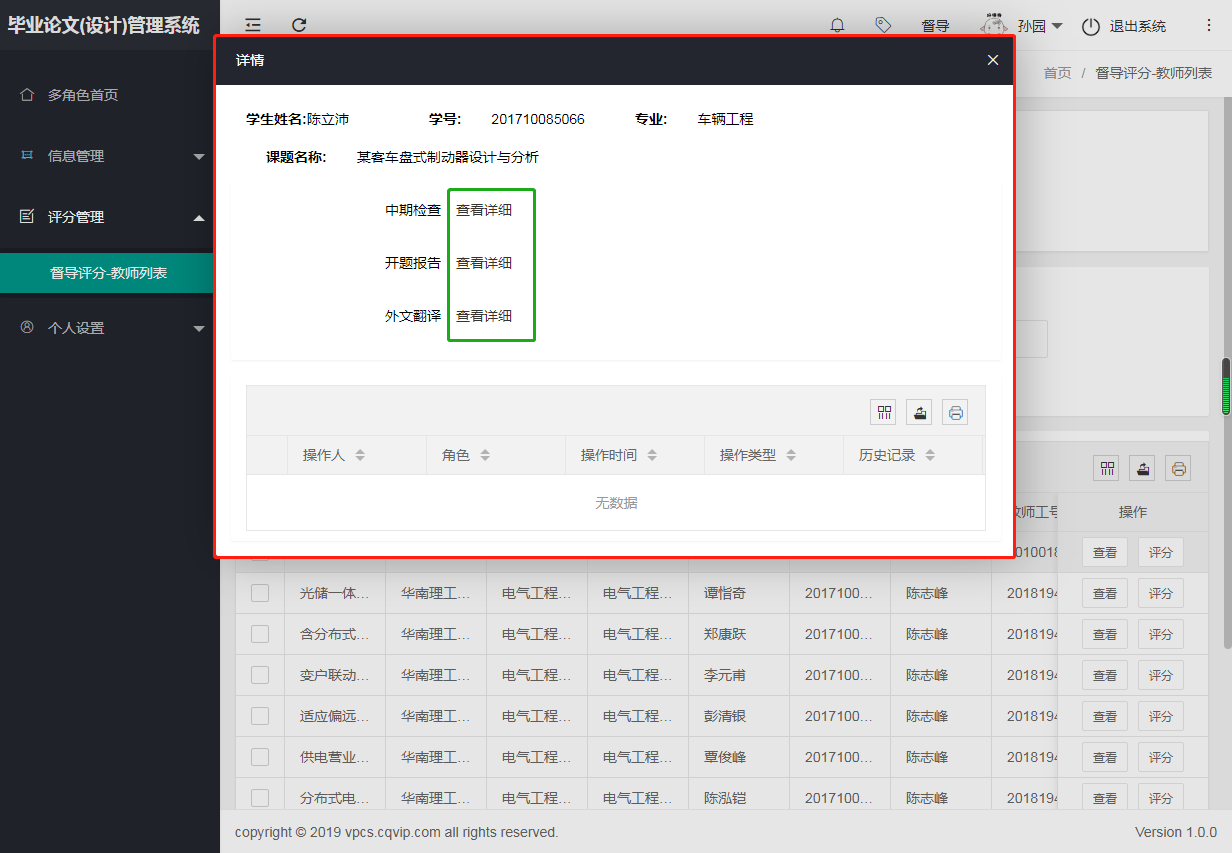 毕业论文(设计)管理系统
督导 孙园 退出系统
多角色首页
信息管理
评分管理
督导评分-教师列表
个人设置
首页 / 督导评分-教师列表
详情
学生姓名:陈立沛 学号: 201710085066 专业: 车辆工程
课题名称: 某客车盘式制动器设计与分析
中期检查 查看详细
开题报告 查看详细
外文翻译 查看详细
操作人 角色 操作时间 操作类型 历史记录
无数据
师工号 操作
010018 查看 评分
光储一体... 华南理工... 电气工程... 电气工程... 谭恉奇 2017100... 陈志峰 2018194 查看 评分
含分布式... 华南理工... 电气工程... 电气工程... 郑康跃 2017100... 陈志峰 2018194 查看 评分
变户联动... 华南理工... 电气工程... 电气工程... 李元甫 2017100... 陈志峰 2018194 查看 评分
适应偏远... 华南理工... 电气工程... 电气工程... 彭清银 2017100... 陈志峰 2018194 查看 评分
供电营业... 华南理工... 电气工程... 电气工程... 覃俊峰 2017100... 陈志峰 2018194 查看 评分
分布式电... 华南理工... 电气工程... 电气工程... 陈泓铠 2017100... 陈志峰 2018194 查看 评分
copyright © 2019 vpcs.cqvip.com all rights reserved. Version 1.0.0